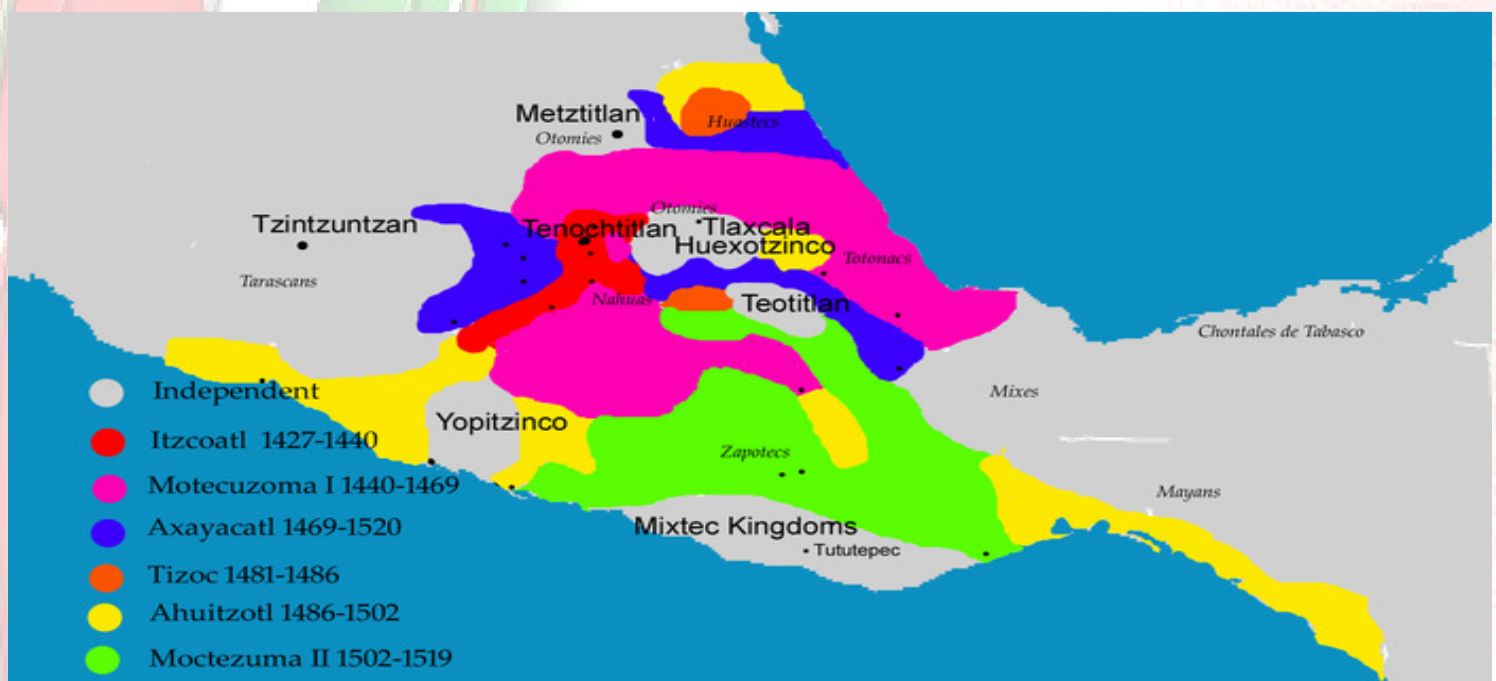 Metztitlan
Otomies
Huastecs
Tzintzuntzan
Tarascans
Otomies
Tenochtitlan
Tlaxcala
Huexotzinco
Totonacs
Nahuas
Teotitlan
Chontales de Tabasco
Mixes
Yopitzinco
Zapotecs
Mayans
Mixtec Kingdoms
Tututepec
Independent
Itzcoatl 1427-1440
Motecuzoma I 1440-1469
Axayacatl 1469-1520
Tizoc 1481-1486
Ahuitzotl 1486-1502
Moctezuma II 1502-1519